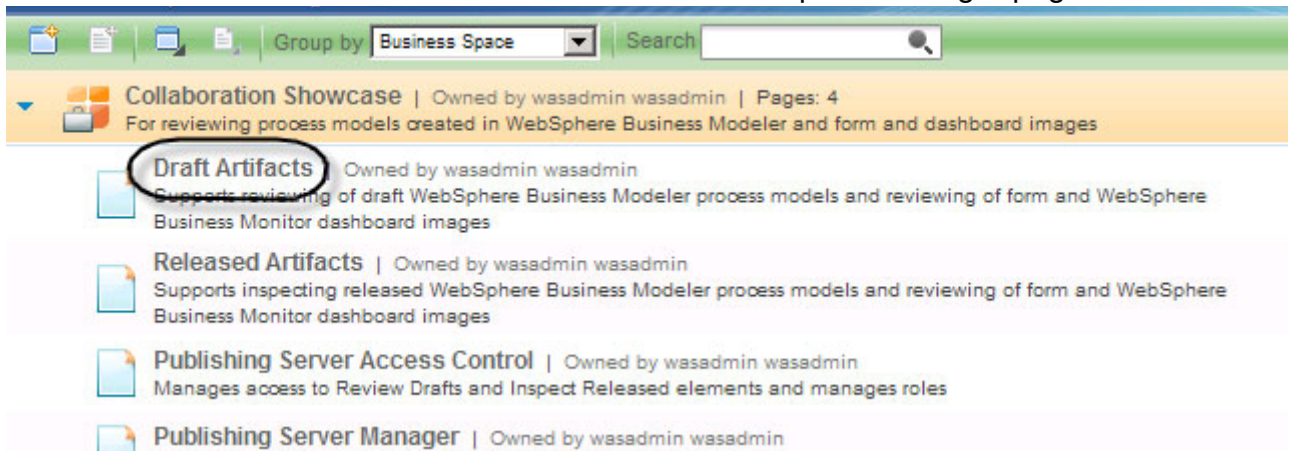 Group by Business Space Search
Collaboration Showcase | Owned by wasadmin wasadmin | Pages: 4
For reviewing process models created in WebSphere Business Modeler and form and dashboard images
Draft Artifacts | Owned by wasadmin wasadmin
Supports reviewing of draft WebSphere Business Modeler process models and reviewing of form and WebSphere
Business Monitor dashboard images
Released Artifacts | Owned by wasadmin wasadmin
Supports inspecting released WebSphere Business Modeler process models and reviewing of form and WebSphere
Business Monitor dashboard images
Publishing Server Access Control | Owned by wasadmin wasadmin
Manages access to Review Drafts and Inspect Released elements and manages roles
Publishing Server Manager | Owned by wasadmin wasadmin